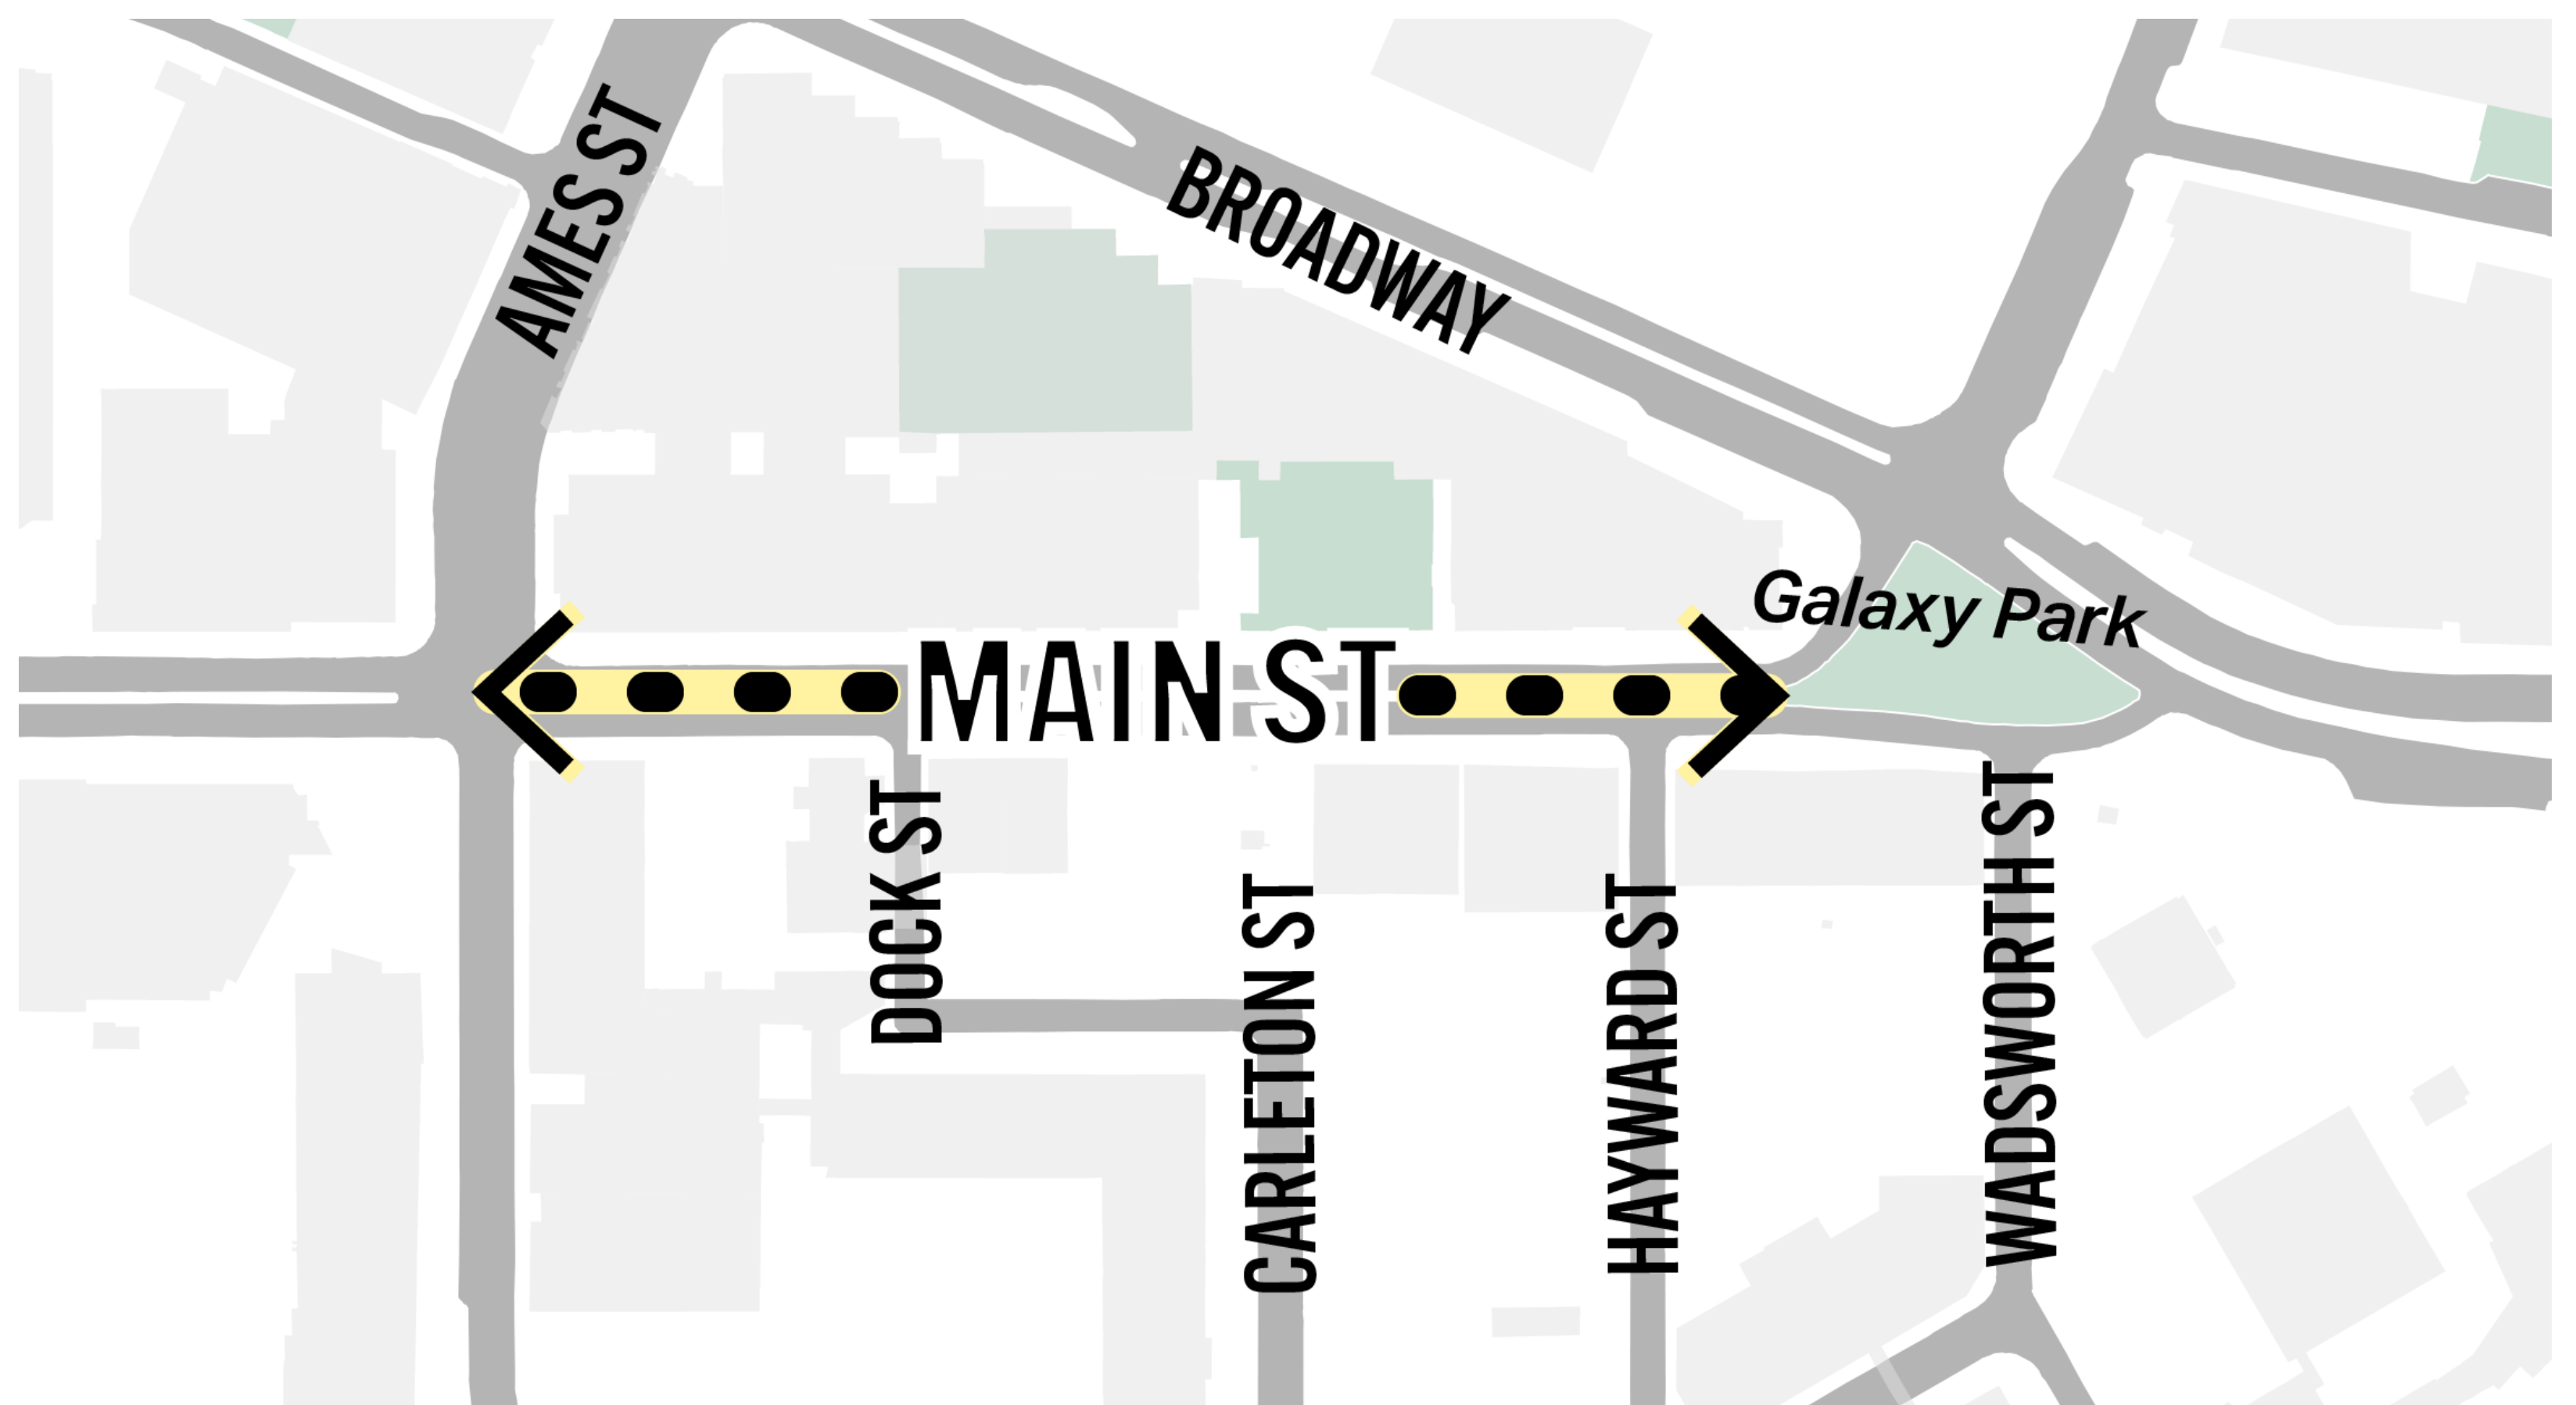 AMES ST
BROADWAY
Galaxy Park
MAIN ST
DOCK ST
CARLETON ST
HAYWARD ST
WADSWORTH ST